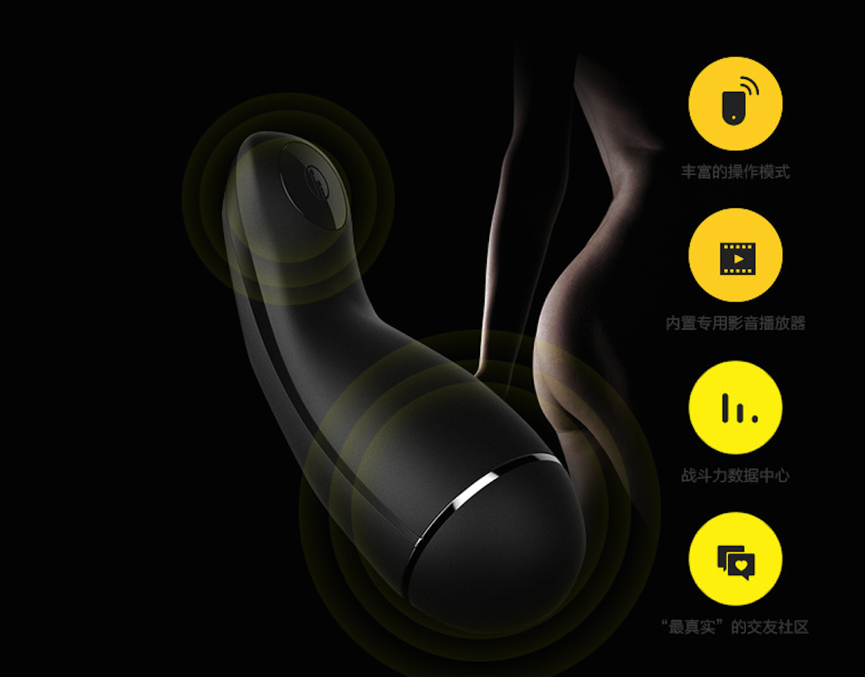 丰富的操作模式
内置专用影音播放器
战斗力数据中心
“最真实”的交友社区